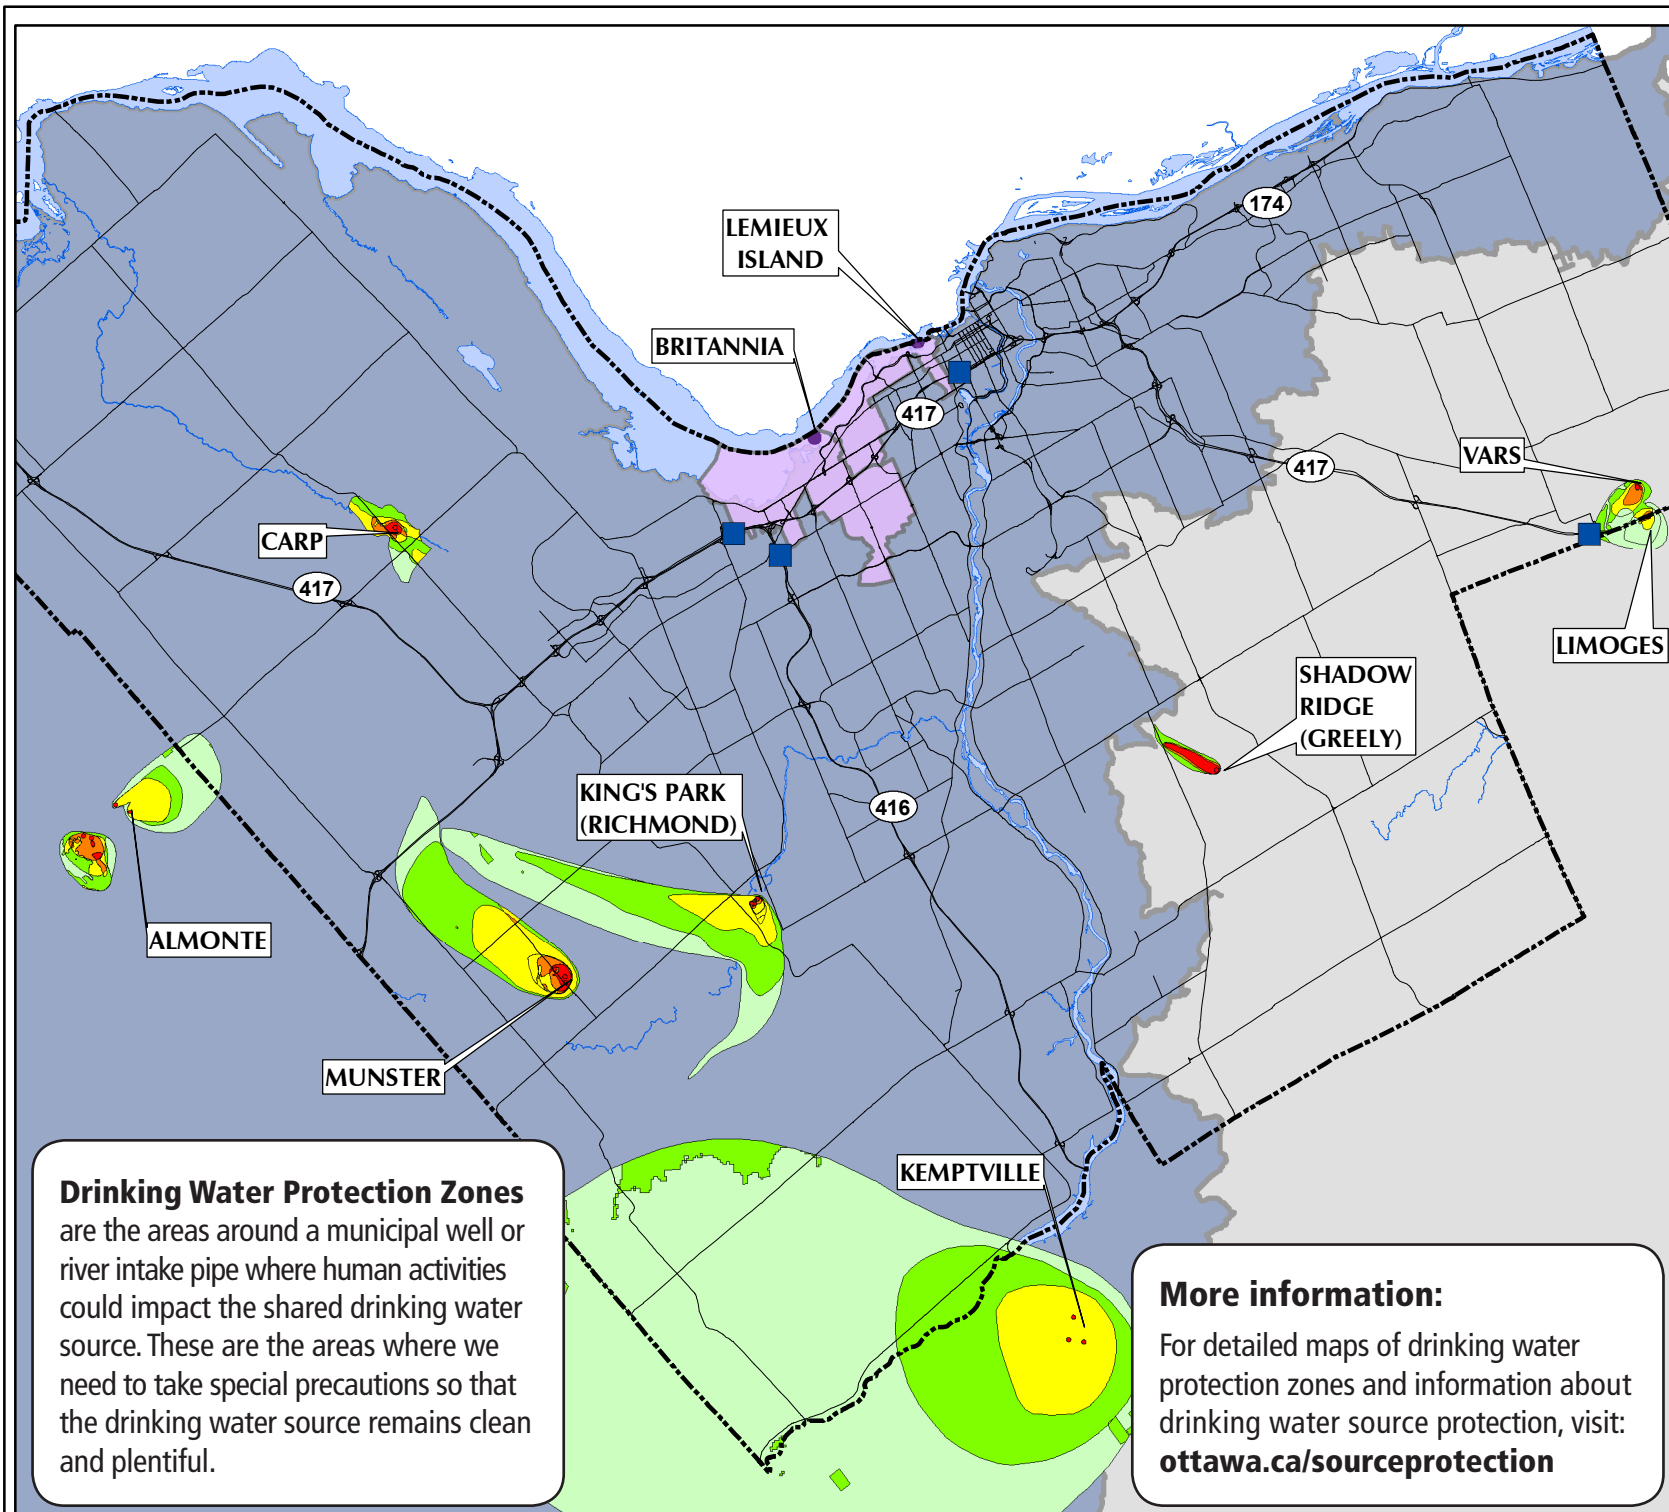 174
LEMIEUX
ISLAND
BRITANNIA
417
VARS
417
CARP
417
LIMOGES
SHADOW
RIDGE
(GREELY)
KING'S PARK
(RICHMOND)
416
ALMONTE
MUNSTER
KEMPTVILLE
Drinking Water Protection Zones
are the areas around a municipal well or
river intake pipe where human activities
could impact the shared drinking water
source. These are the areas where we
need to take special precautions so that
the drinking water source remains clean
and plentiful.
More information:
For detailed maps of drinking water
protection zones and information about
drinking water source protection, visit:
ottawa.ca/sourceprotection